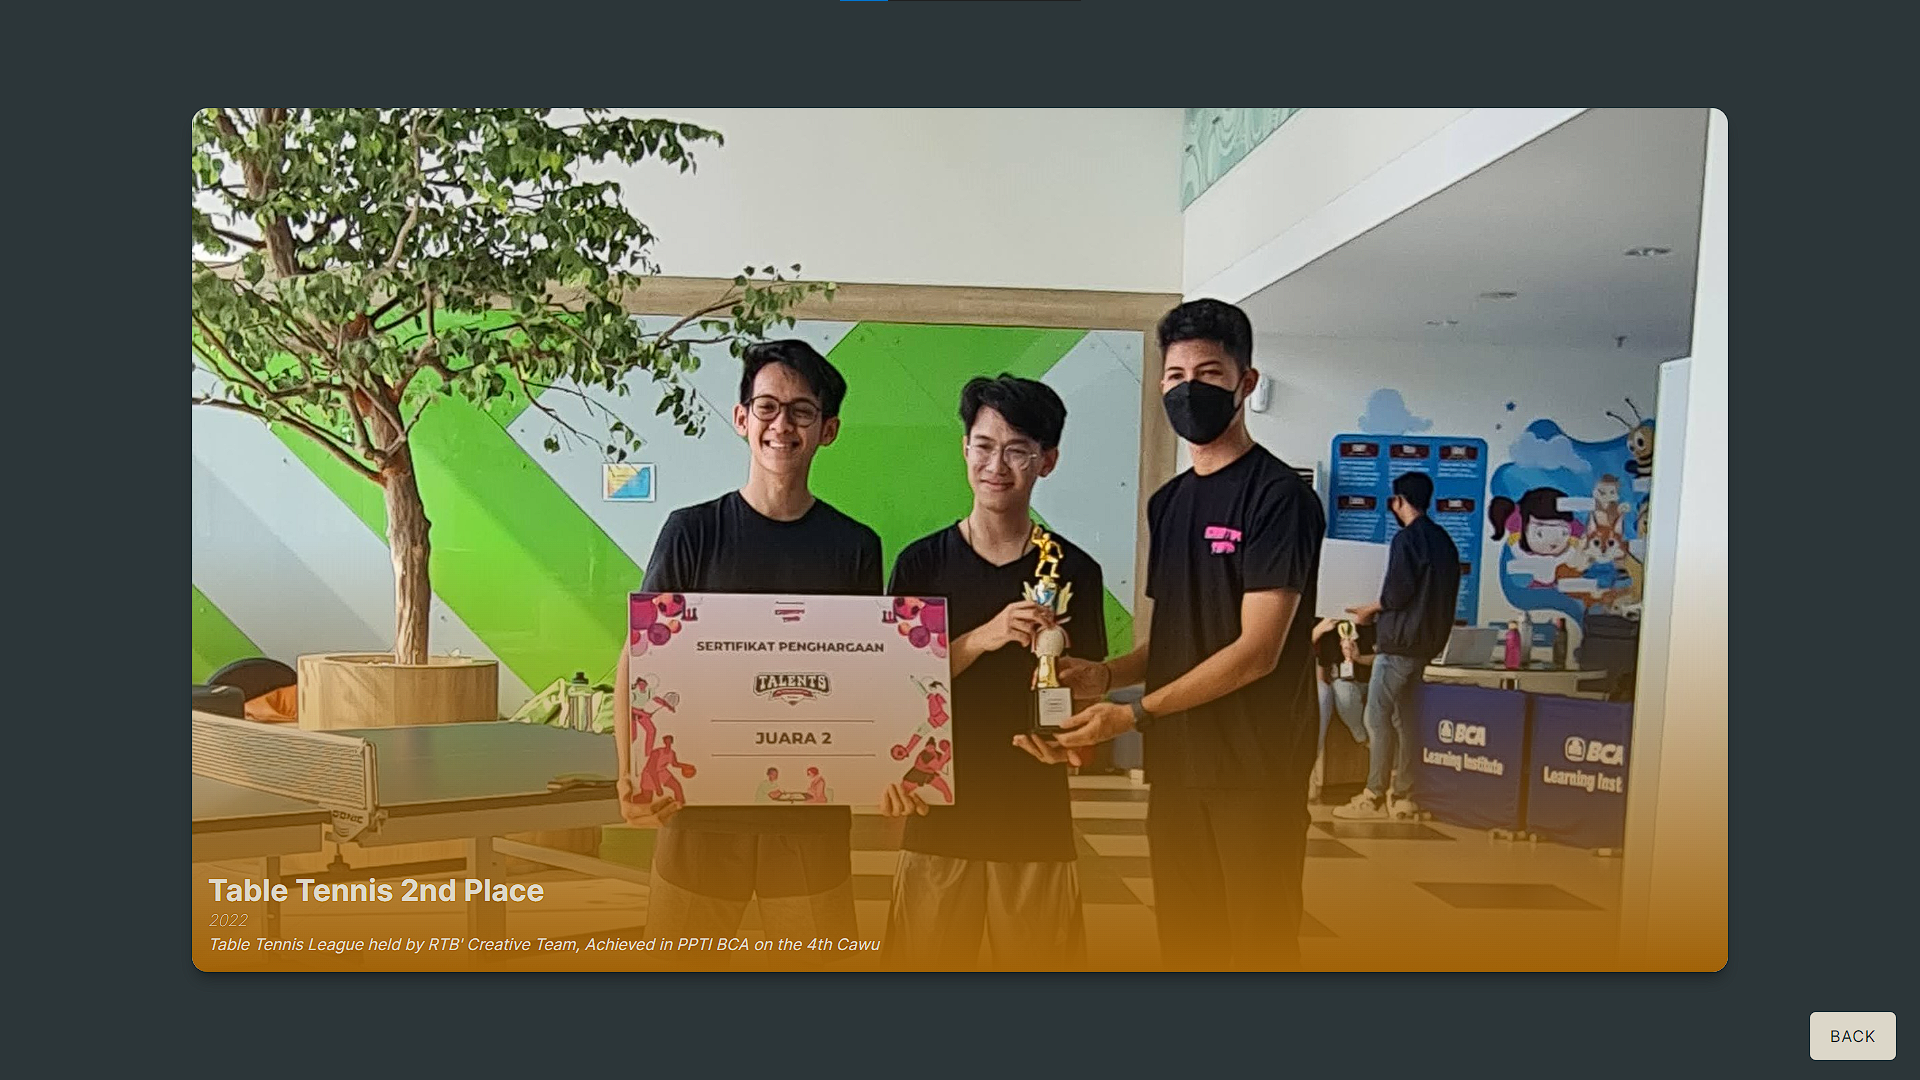 SERTIFIKAT PENGHARGAAN
TALENTS
JUARA 2
DONIC
BCA
Learning Institute
BCA
Learning Inst
Table Tennis 2nd Place
2022
Table Tennis League held by RTB' Creative Team, Achieved in PPTI BCA on the 4th Cawu
BACK